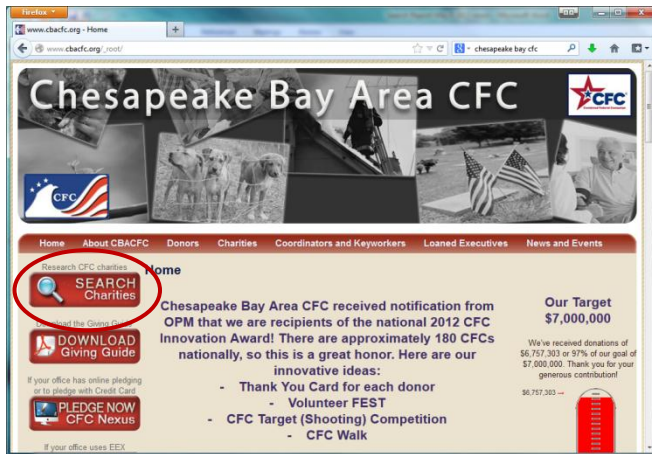 Firefox
www.cbacfc.org - Home
+
www.cbacfc.org/_root/
chesapeake bay cfc
Chesapeake Bay Area CFC
CFC
CFC
Home About CBACFC Donors Charities Coordinators and Keyworkers Loaned Executives News and Events
Research CFC charities
SEARCH
Charities
Download the Giving Guide
DOWNLOAD
Giving Guide
If your office has online pledging
or to pledge with Credit Card
PLEDGE NOW
CFC Nexus
If your office uses EEX
Home
Chesapeake Bay Area CFC received notification from
OPM that we are recipients of the national 2012 CFC
Innovation Award! There are approximately 180 CFCs
nationally, so this is a great honor. Here are our
innovative ideas:
- Thank You Card for each donor
- Volunteer FEST
- CFC Target (Shooting) Competition
- CFC Walk
Our Target
$7,000,000
We've received donations of
$6,757,303 or 97% of our goal of
$7,000,000. Thank you for your
generous contribution!
$6,757,303